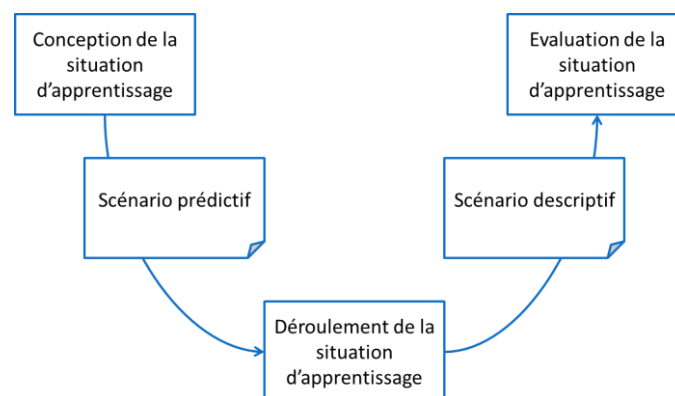 Conception de la
situation
d’apprentissage
Evaluation de la
situation
d’apprentissage
Scénario prédictif
Scénario descriptif
Déroulement de la
situation
d’apprentissage